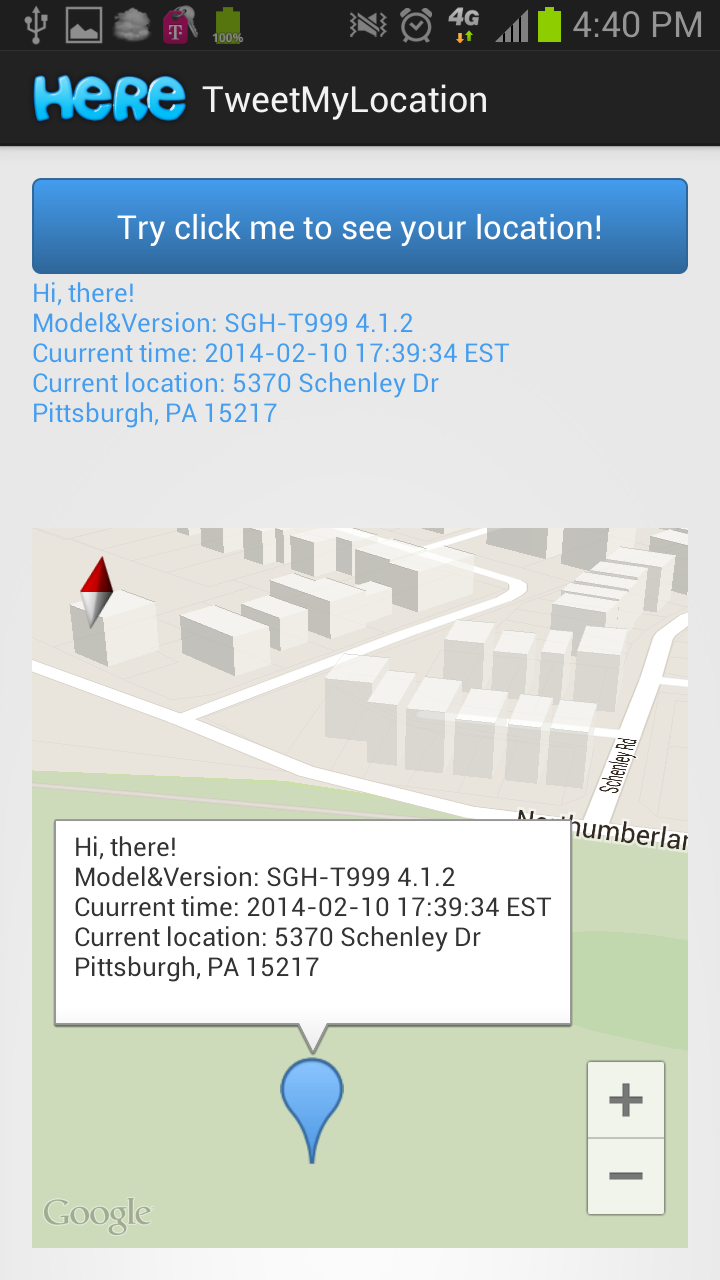 100%
4G
4:40 PM
HERE TweetMyLocation
Try click me to see your location!
Hi, there!
Model&Version: SGH-T999 4.1.2
Cuurrent time: 2014-02-10 17:39:34 EST
Current location: 5370 Schenley Dr
Pittsburgh, PA 15217
Schenley Rd
Hi, there!
Model&Version: SGH-T999 4.1.2
Cuurrent time: 2014-02-10 17:39:34 EST
Current location: 5370 Schenley Dr
Pittsburgh, PA 15217
+
−
Google